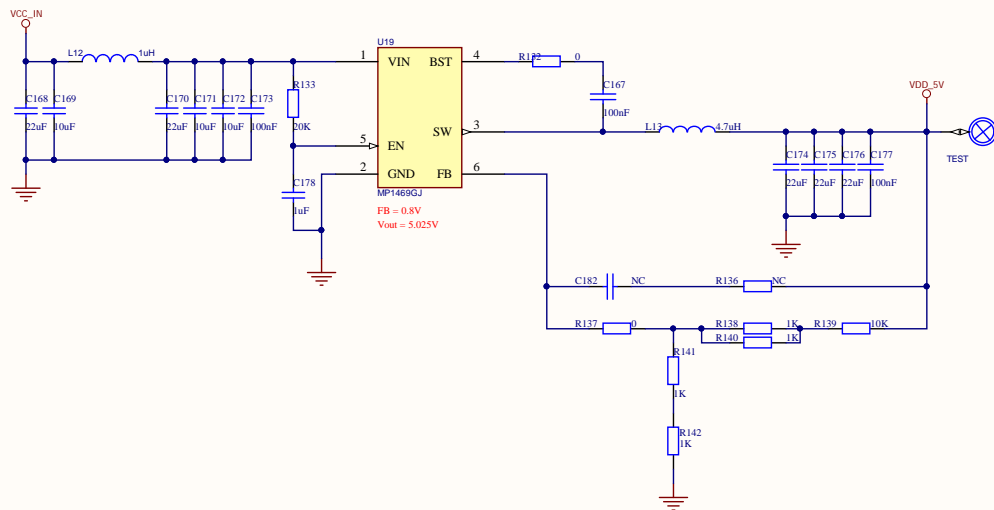 VCC_IN
L12 1uH
C168 22uF
C169 10uF
C170 22uF
C171 10uF
C172 10uF
C173 100nF
R133 20K
C178 1uF
U19
1 VIN
BST 4
SW 3
5 EN
2 GND
FB 6
MP1469GJ
FB = 0.8V
Vout = 5.025V
R132 0
C167 100nF
L13 4.7uH
VDD_5V
TEST
C174 22uF
C175 22uF
C176 22uF
C177 100nF
C182 NC
R136 NC
R137 0
R138 1K
R139 10K
R140 1K
R141 1K
R142 1K